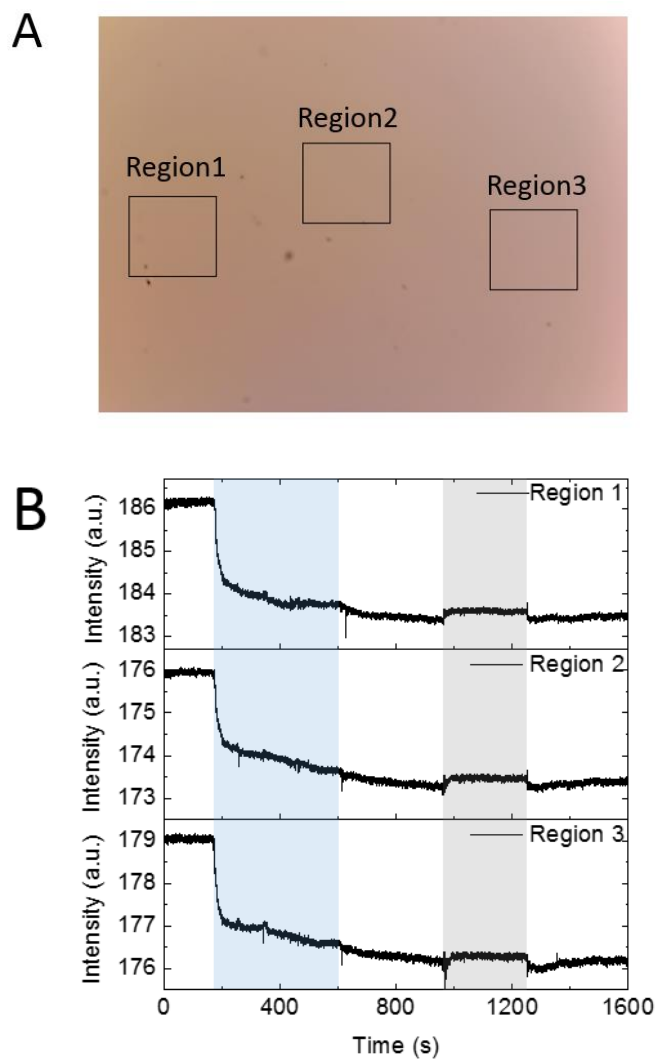 A
Region2
Region1
Region3
B
Region 1
186
185
184
183
Intensity (a.u.)
Region 2
176
175
174
173
Intensity (a.u.)
Region 3
179
178
177
176
Intensity (a.u.)
0 400 800 1200 1600
Time (s)